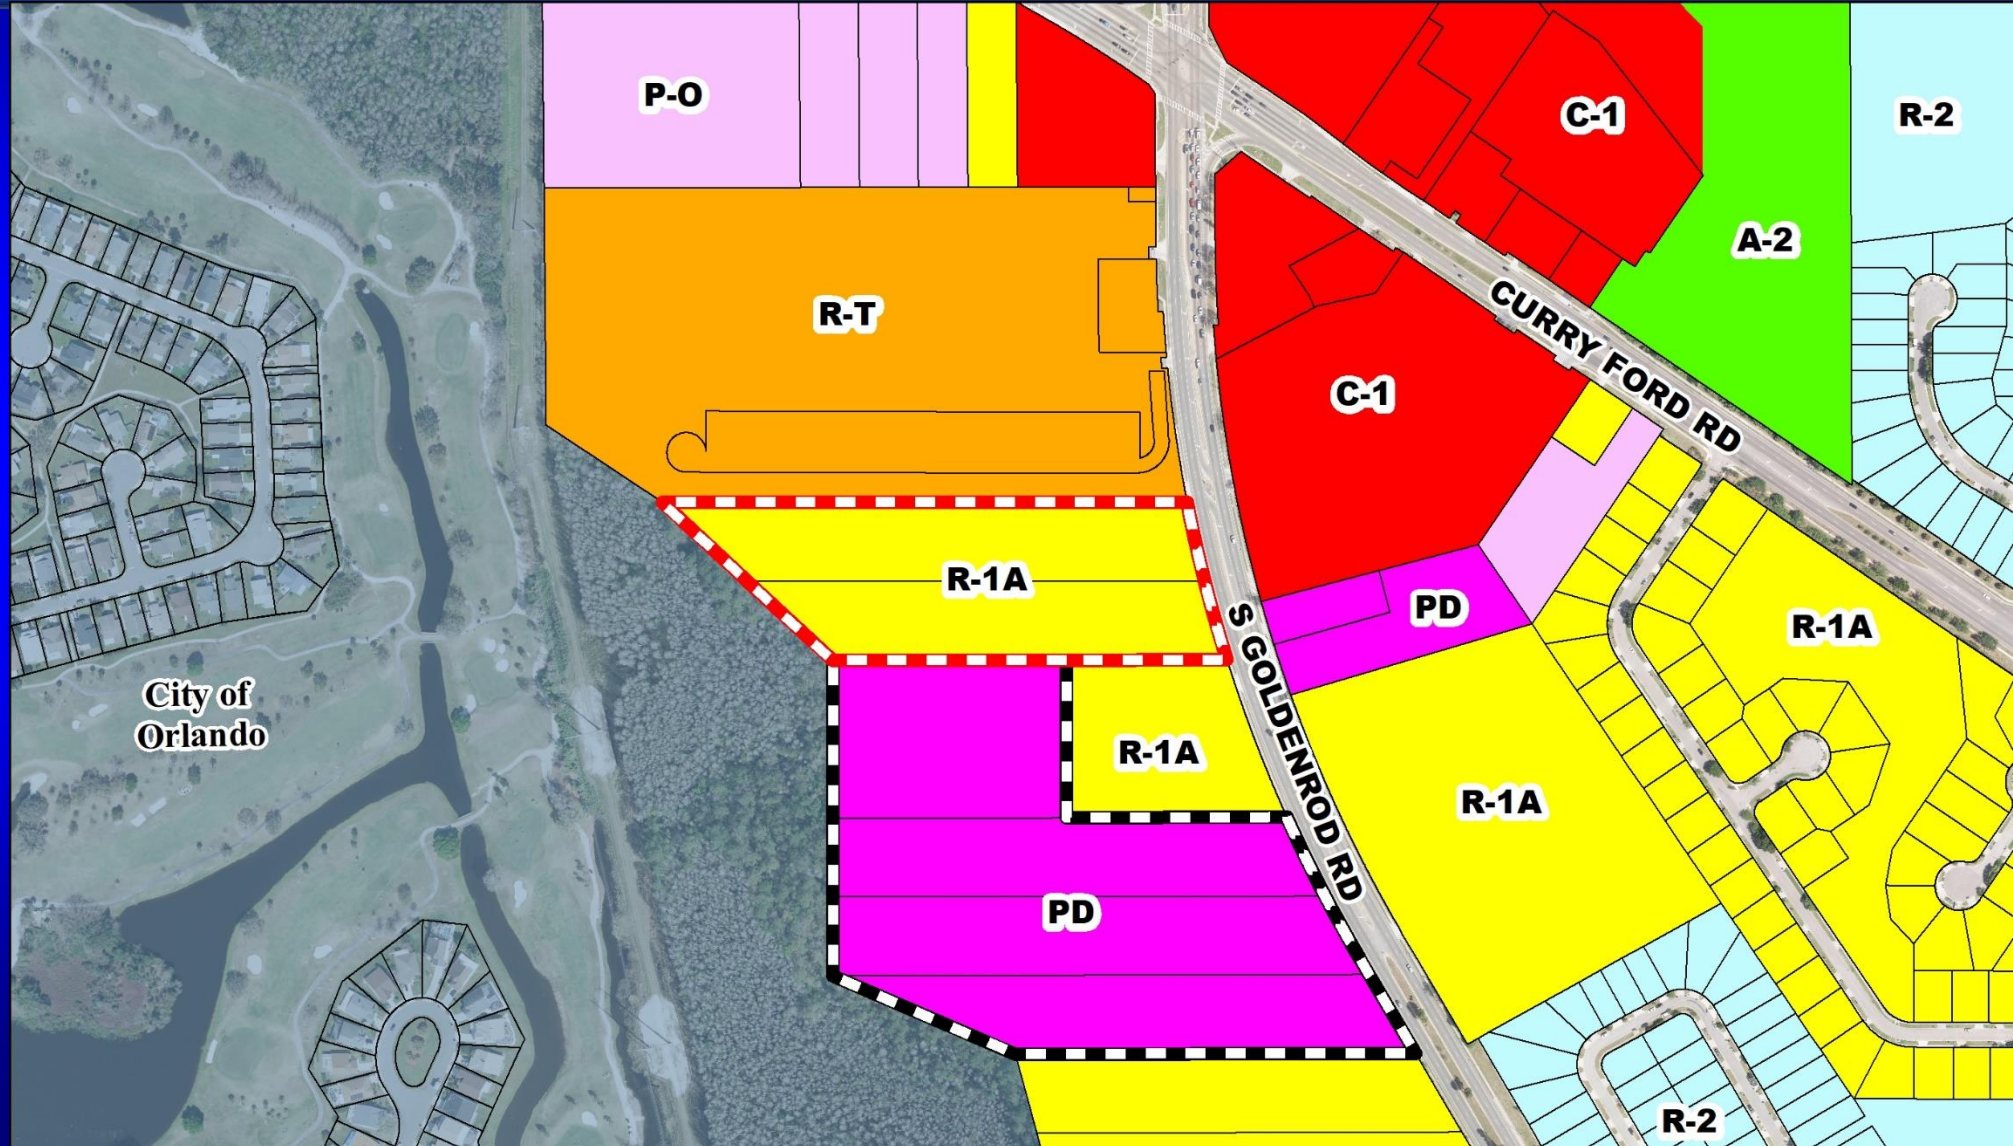 P-O
C-1
R-2
A-2
R-T
CURRY FORD RD
C-1
R-1A
PD
R-1A
S GOLDENROD RD
City of
Orlando
R-1A
R-1A
PD
R-2